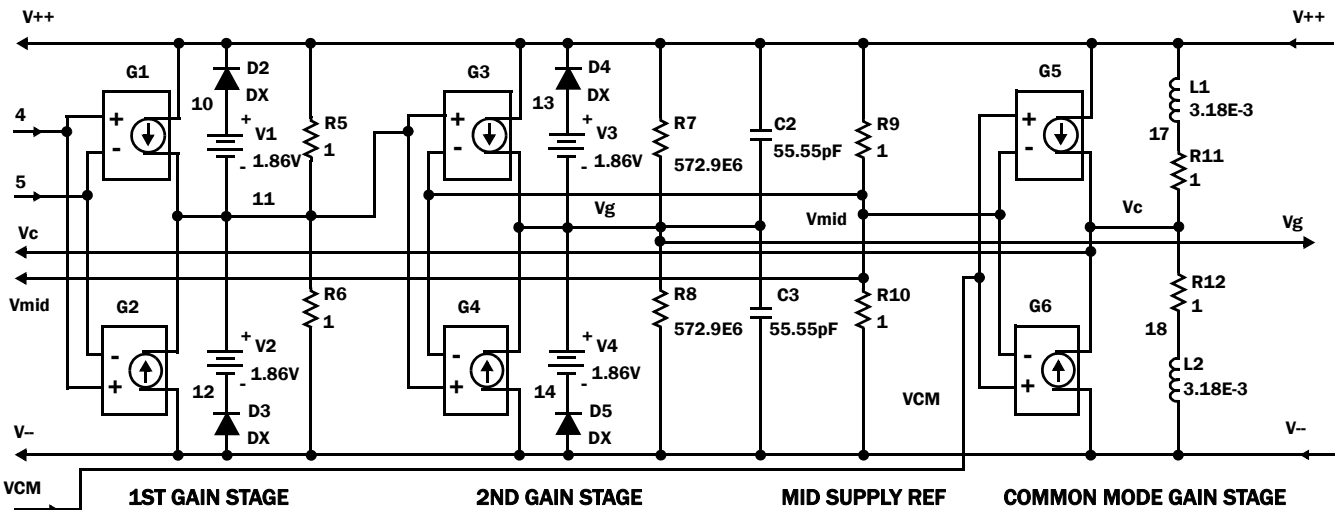 V++
V++
G1
D2
DX
10
+
V1
1.86V
-
R5
1
4
+
-
5
11
G3
D4
DX
13
+
V3
1.86V
-
R7
572.9E6
C2
55.55pF
R9
1
+
-
G5
+
-
L1
3.18E-3
17
R11
1
Vg
Vmid
Vc
Vg
Vc
Vmid
G2
-
+
R6
1
+
V2
1.86V
-
12
D3
DX
G4
-
+
+
V4
1.86V
-
14
D5
DX
R8
572.9E6
C3
55.55pF
R10
1
G6
-
+
R12
1
18
L2
3.18E-3
VCM
V--
V--
VCM
1ST GAIN STAGE
2ND GAIN STAGE
MID SUPPLY REF
COMMON MODE GAIN STAGE